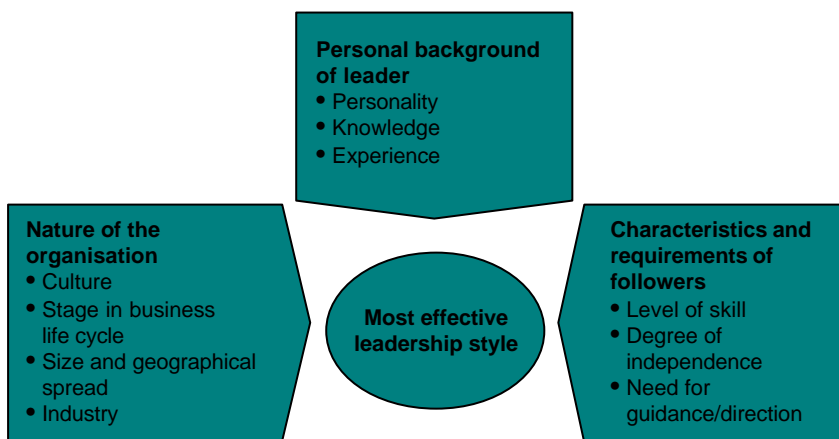 Personal background
of leader
• Personality
• Knowledge
• Experience
Nature of the
organisation
• Culture
• Stage in business
life cycle
• Size and geographical
spread
• Industry
Most effective
leadership style
Characteristics and
requirements of
followers
• Level of skill
• Degree of
independence
• Need for
guidance/direction